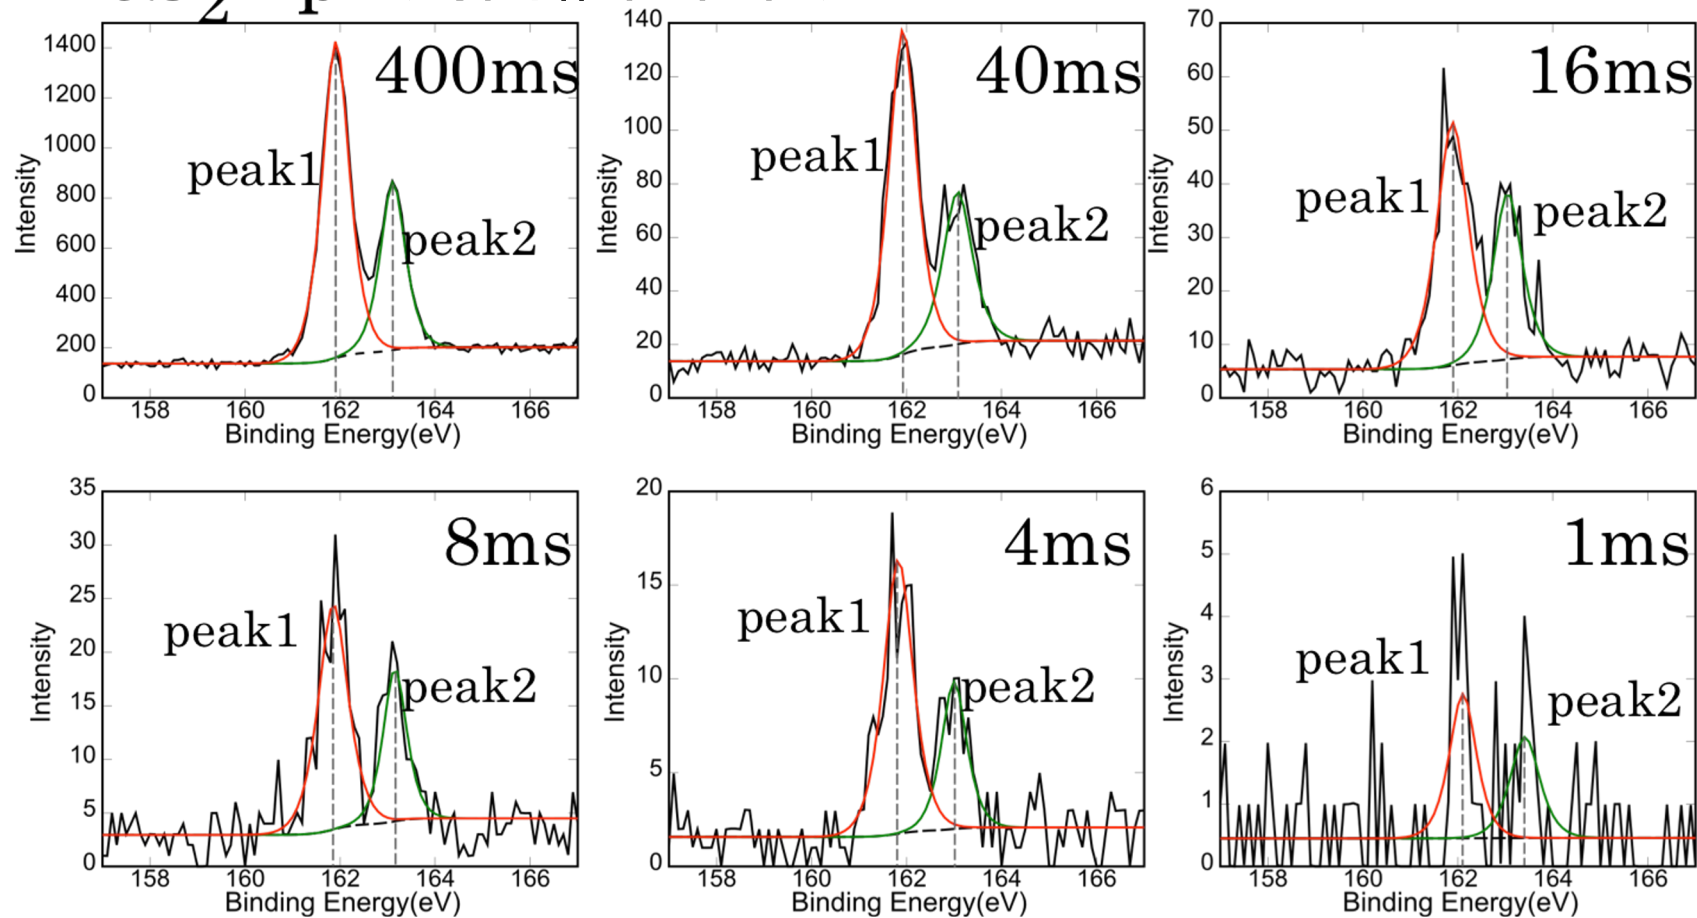 1400
1200
1000
800
600
400
200
0
Intensity
400ms
peak1
peak2
158 160 162 164 166
Binding Energy(eV)
140
120
100
80
60
40
20
0
Intensity
40ms
peak1
peak2
158 160 162 164 166
Binding Energy(eV)
70
60
50
40
30
20
10
0
Intensity
16ms
peak1
peak2
158 160 162 164 166
Binding Energy(eV)
35
30
25
20
15
10
5
0
Intensity
8ms
peak1
peak2
158 160 162 164 166
Binding Energy(eV)
20
15
10
5
0
Intensity
4ms
peak1
peak2
158 160 162 164 166
Binding Energy(eV)
6
5
4
3
2
1
0
Intensity
1ms
peak1
peak2
158 160 162 164 166
Binding Energy(eV)